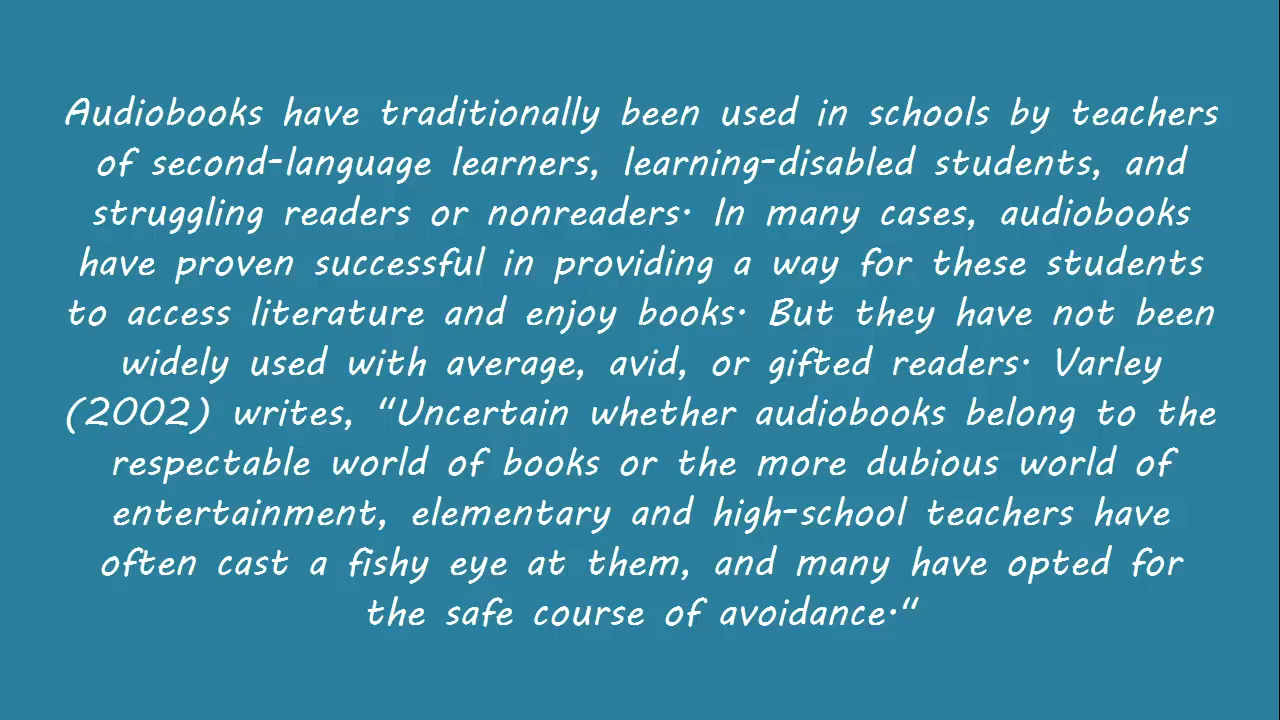 Audiobooks have traditionally been used in schools by teachers
of second-language learners, learning-disabled students, and
struggling readers or nonreaders. In many cases, audiobooks
have proven successful in providing a way for these students
to access literature and enjoy books. But they have not been
widely used with average, avid, or gifted readers. Varley
(2002) writes, “Uncertain whether audiobooks belong to the
respectable world of books or the more dubious world of
entertainment, elementary and high-school teachers have
often cast a fishy eye at them, and many have opted for
the safe course of avoidance.“